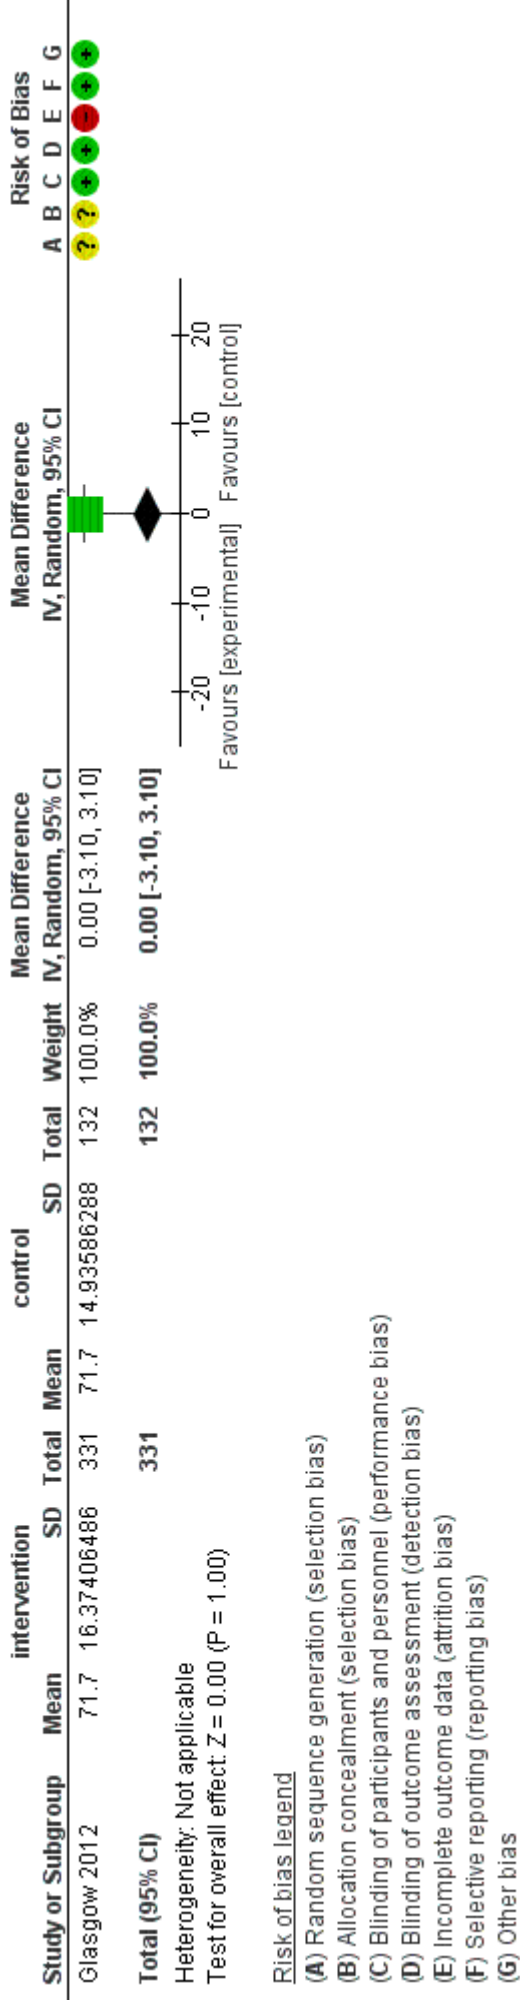 intervention control Mean Difference Mean Difference Risk of Bias
Study or Subgroup Mean SD Total Mean SD Total Weight IV, Random, 95% CI IV, Random, 95% CI A B C D E F G
Glasgow 2012 71.7 16.37406486 331 71.7 14.93586288 132 100.0% 0.00 [-3.10, 3.10] ? ? + + - + +
Total (95% CI) 331 132 100.0% 0.00 [-3.10, 3.10]
Heterogeneity: Not applicable
Test for overall effect: Z = 0.00 (P = 1.00)
-20 -10 0 10 20
Favours [experimental] Favours [control]
Risk of bias legend
(A) Random sequence generation (selection bias)
(B) Allocation concealment (selection bias)
(C) Blinding of participants and personnel (performance bias)
(D) Blinding of outcome assessment (detection bias)
(E) Incomplete outcome data (attrition bias)
(F) Selective reporting (reporting bias)
(G) Other bias